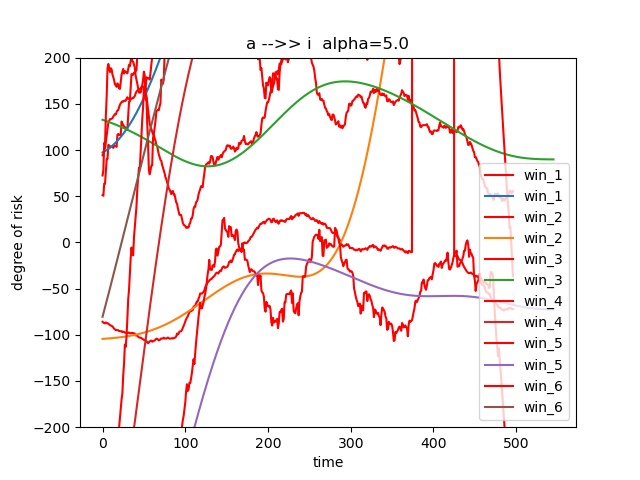 a -->> i  alpha=5.0
degree of risk
200
150
100
50
0
−50
−100
−150
−200
win_1
win_1
win_2
win_2
win_3
win_3
win_4
win_4
win_5
win_5
win_6
win_6
0 100 200 300 400 500
time